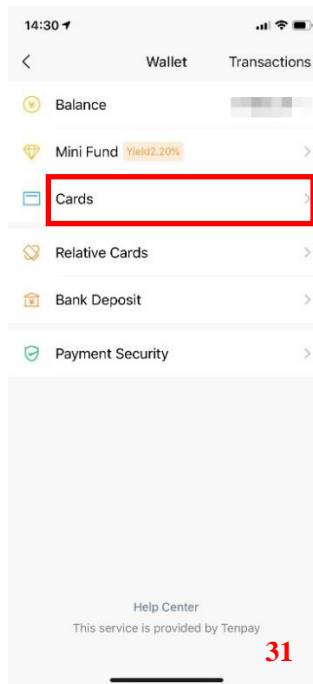 14:30
Wallet Transactions
Balance
Mini Fund Yield2.20%
Cards
Relative Cards
Bank Deposit
Payment Security
Help Center
This service is provided by Tenpay
31